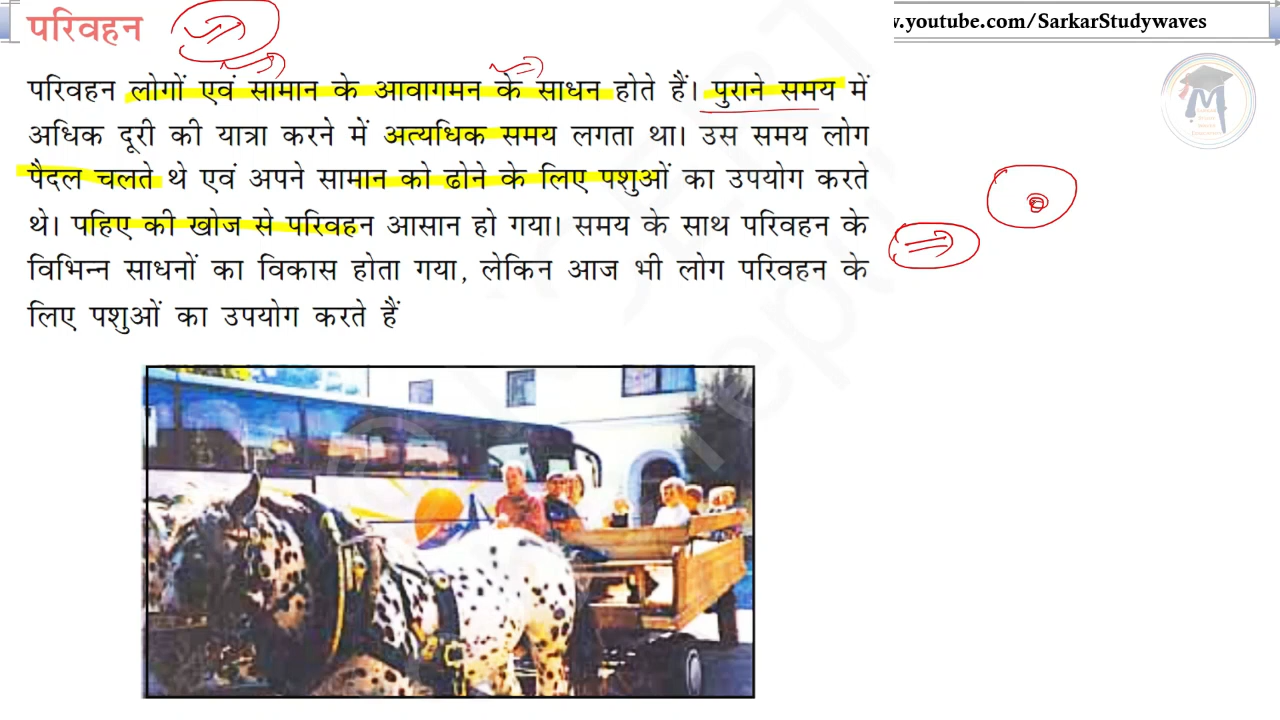 परिवहन
.youtube.com/SarkarStudywaves
परिवहन लोगों एवं सामान के आवागमन के साधन होते हैं। पुराने समय में
अधिक दूरी की यात्रा करने में अत्यधिक समय लगता था। उस समय लोग
पैदल चलते थे एवं अपने सामान को ढोने के लिए पशुओं का उपयोग करते
थे। पहिए की खोज से परिवहन आसान हो गया। समय के साथ परिवहन के
विभिन्न साधनों का विकास होता गया, लेकिन आज भी लोग परिवहन के
लिए पशुओं का उपयोग करते हैं